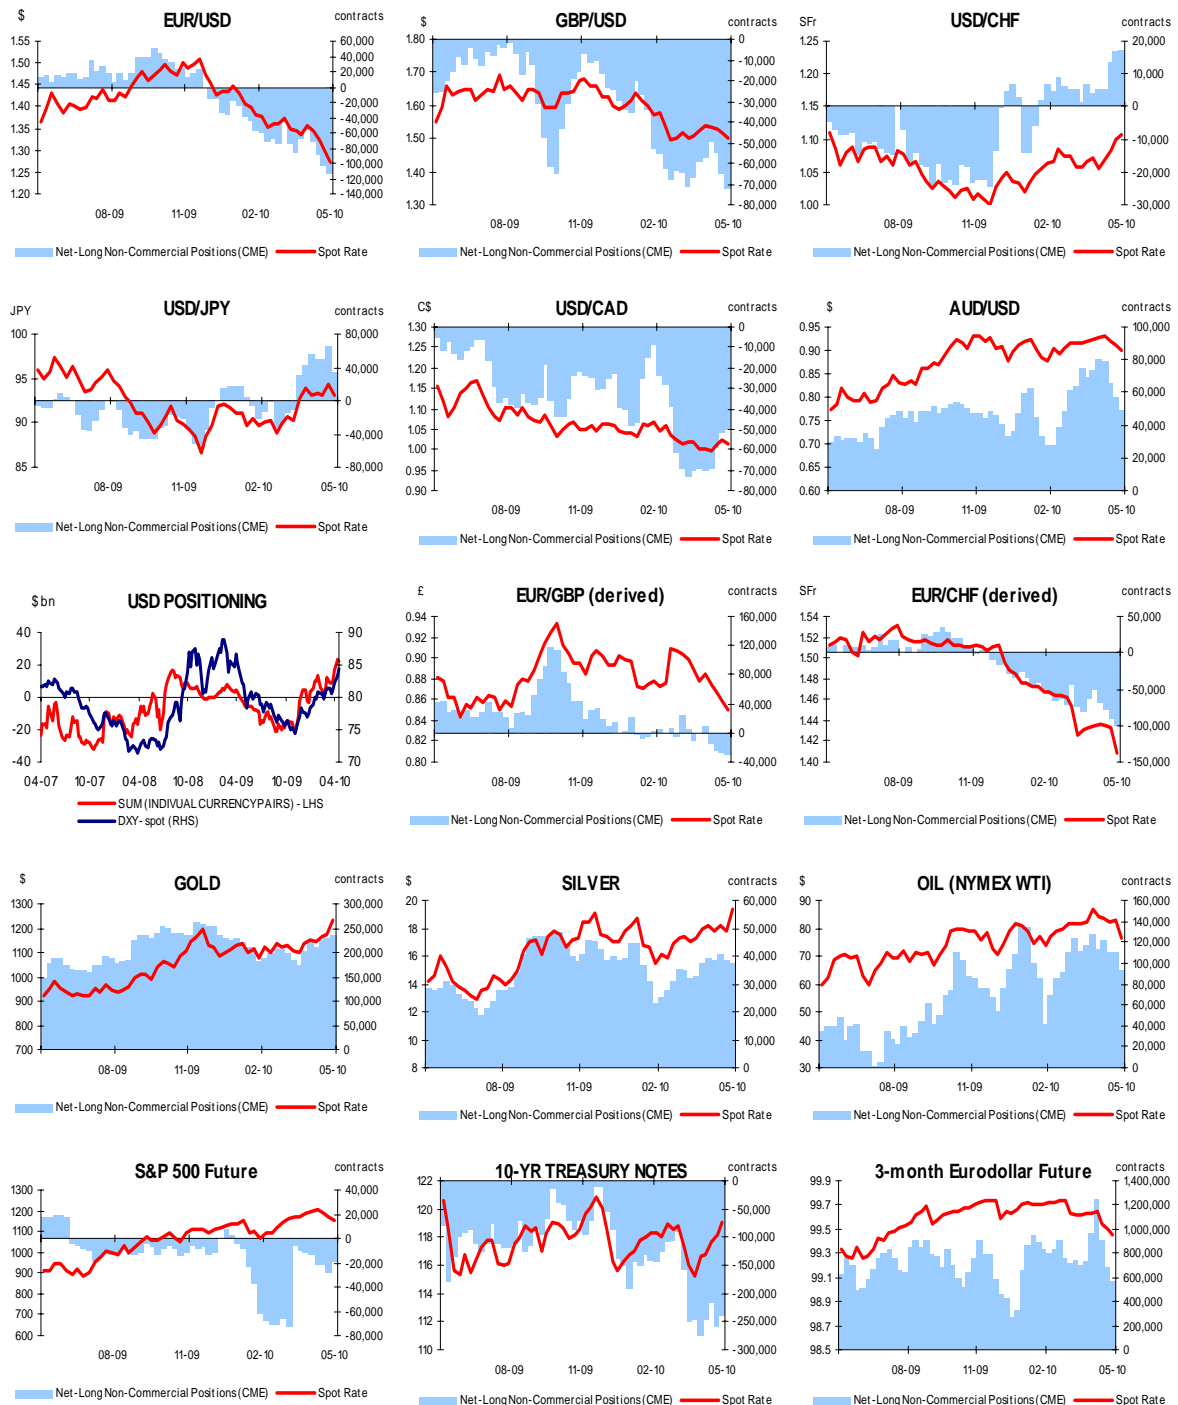 $ EUR/USD contracts
1.55 60,000
1.50 40,000
1.45 20,000
1.40 0
1.35 -20,000
1.30 -40,000
1.25 -60,000
1.20 -80,000
-100,000
-120,000
-140,000
08-09 11-09 02-10 05-10
Net-Long Non-Commercial Positions (CME) Spot Rate
$ GBP/USD contracts
1.80 0
1.70 -10,000
1.60 -20,000
1.50 -30,000
1.40 -40,000
1.30 -50,000
-60,000
-70,000
-80,000
08-09 11-09 02-10 05-10
Net-Long Non-Commercial Positions (CME) Spot Rate
SFr USD/CHF contracts
1.25 20,000
1.20 10,000
1.15 0
1.10 -10,000
1.05 -20,000
1.00 -30,000
08-09 11-09 02-10 05-10
Net-Long Non-Commercial Positions (CME) Spot Rate
JPY USD/JPY contracts
100 80,000
95 40,000
90 0
85 -40,000
-80,000
08-09 11-09 02-10 05-10
Net-Long Non-Commercial Positions (CME) Spot Rate
C$ USD/CAD contracts
1.30 0
1.25 -10,000
1.20 -20,000
1.15 -30,000
1.10 -40,000
1.05 -50,000
1.00 -60,000
0.95 -70,000
0.90 -80,000
08-09 11-09 02-10 05-10
Net-Long Non-Commercial Positions (CME) Spot Rate
$ AUD/USD contracts
0.95 100,000
0.90 80,000
0.85 60,000
0.80 40,000
0.75 20,000
0.70 0
0.65
0.60
08-09 11-09 02-10 05-10
Net-Long Non-Commercial Positions (CME) Spot Rate
$ bn USD POSITIONING
40 90
20 85
0 80
-20 75
-40 70
04-07 10-07 04-08 10-08 04-09 10-09 04-10
SUM (INDIVUAL CURRENCY PAIRS) - LHS
DXY- spot (RHS)
£ EUR/GBP (derived) contracts
0.94 160,000
0.92 120,000
0.90 80,000
0.88 40,000
0.86 0
0.84 -40,000
0.82
0.80
08-09 11-09 02-10 05-10
Net-Long Non-Commercial Positions (CME) Spot Rate
SFr EUR/CHF (derived) contracts
1.54 50,000
1.52 0
1.50 -50,000
1.48 -100,000
1.46 -150,000
1.44
1.42
1.40
08-09 11-09 02-10 05-10
Net-Long Non-Commercial Positions (CME) Spot Rate
$ GOLD contracts
1300 300,000
1200 250,000
1100 200,000
1000 150,000
900 100,000
800 50,000
700 0
08-09 11-09 02-10 05-10
Net-Long Non-Commercial Positions (CME) Spot Rate
$ SILVER contracts
20 60,000
18 50,000
16 40,000
14 30,000
12 20,000
10 10,000
8 0
08-09 11-09 02-10 05-10
Net-Long Non-Commercial Positions (CME) Spot Rate
$ OIL (NYMEX WTI) contracts
90 160,000
80 140,000
70 120,000
60 100,000
50 80,000
40 60,000
30 40,000
20,000
0
08-09 11-09 02-10 05-10
Net-Long Non-Commercial Positions (CME) Spot Rate
S&P 500 Future contracts
1300 40,000
1200 20,000
1100 0
1000 -20,000
900 -40,000
800 -60,000
700 -80,000
600
08-09 11-09 02-10 05-10
Net-Long Non-Commercial Positions (CME) Spot Rate
10-YR TREASURY NOTES contracts
122 0
120 -50,000
118 -100,000
116 -150,000
114 -200,000
112 -250,000
110 -300,000
08-09 11-09 02-10 05-10
Net-Long Non-Commercial Positions (CME) Spot Rate
3-month Eurodollar Future contracts
99.9 1,400,000
99.7 1,200,000
99.5 1,000,000
99.3 800,000
99.1 600,000
98.9 400,000
98.7 200,000
98.5 0
08-09 11-09 02-10 05-10
Net-Long Non-Commercial Positions (CME) Spot Rate